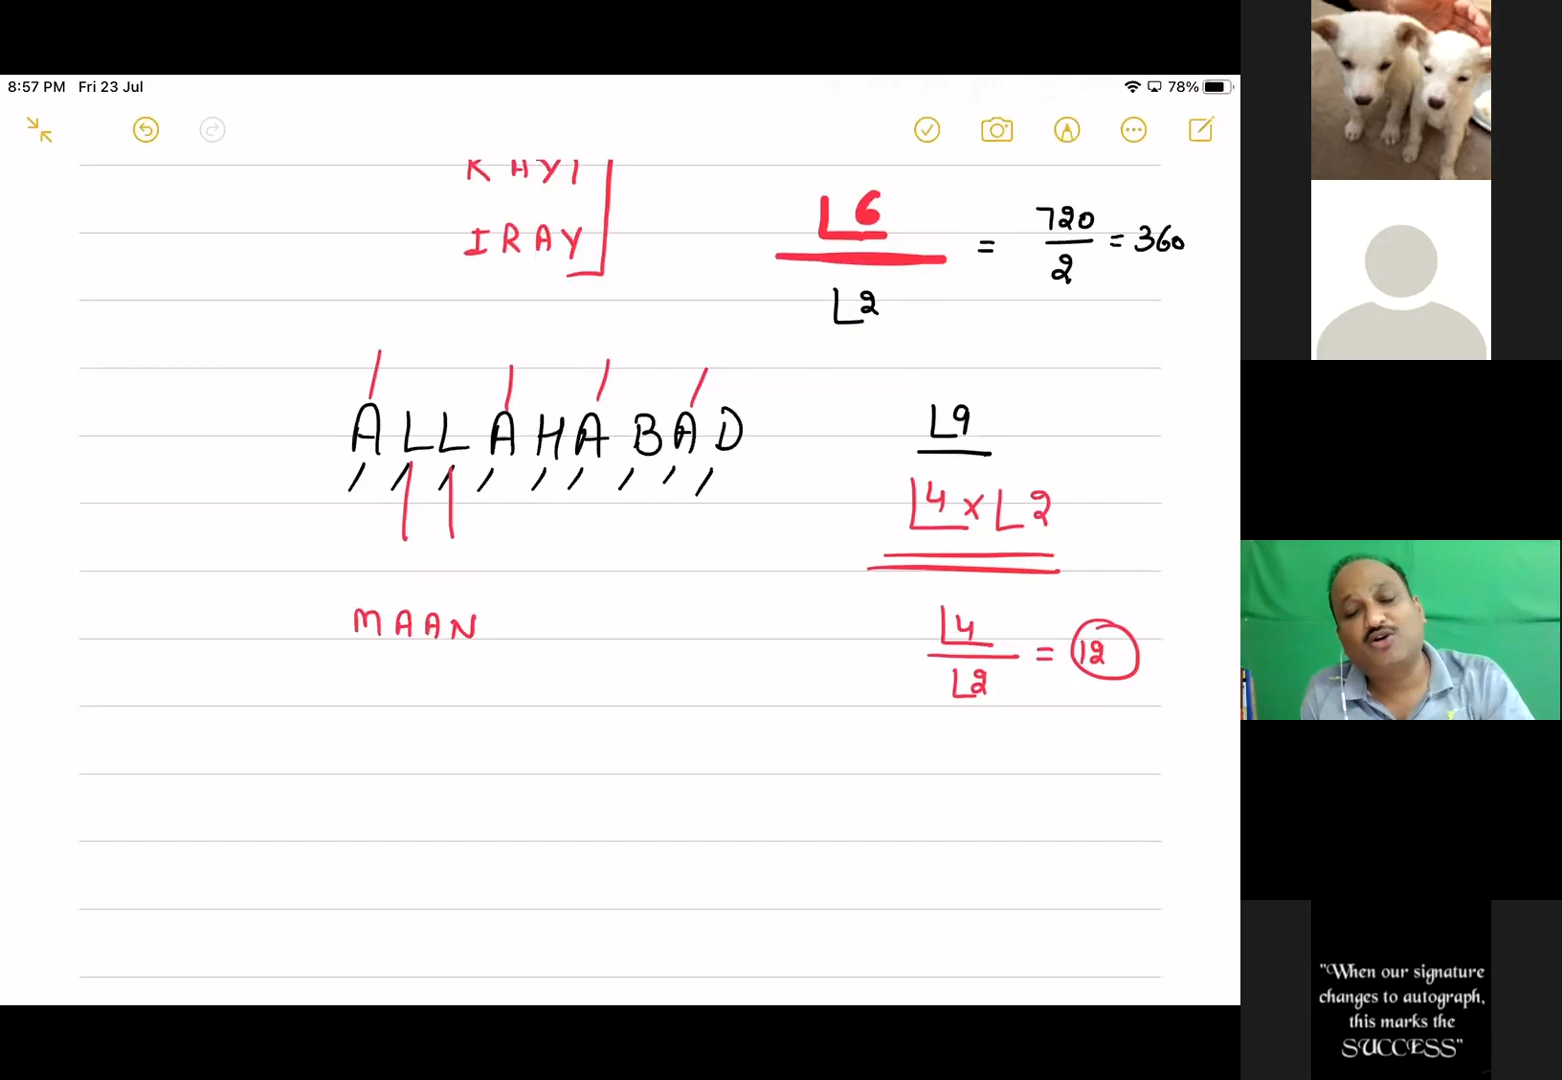 8:57 PM Fri 23 Jul
78%
IRAY
L6
L2
= 720/2 = 360
ALLAHABAD
L9
L4 x L2
MAAN
L4
L2
= 12
"When our signature
changes to autograph,
this marks the
SUCCESS"